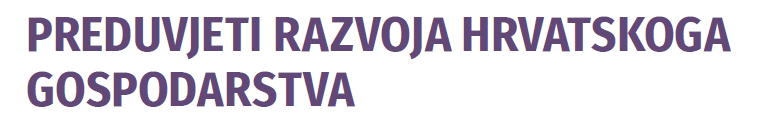 PREDUVJETI RAZVOJA HRVATSKOGA
GOSPODARSTVA